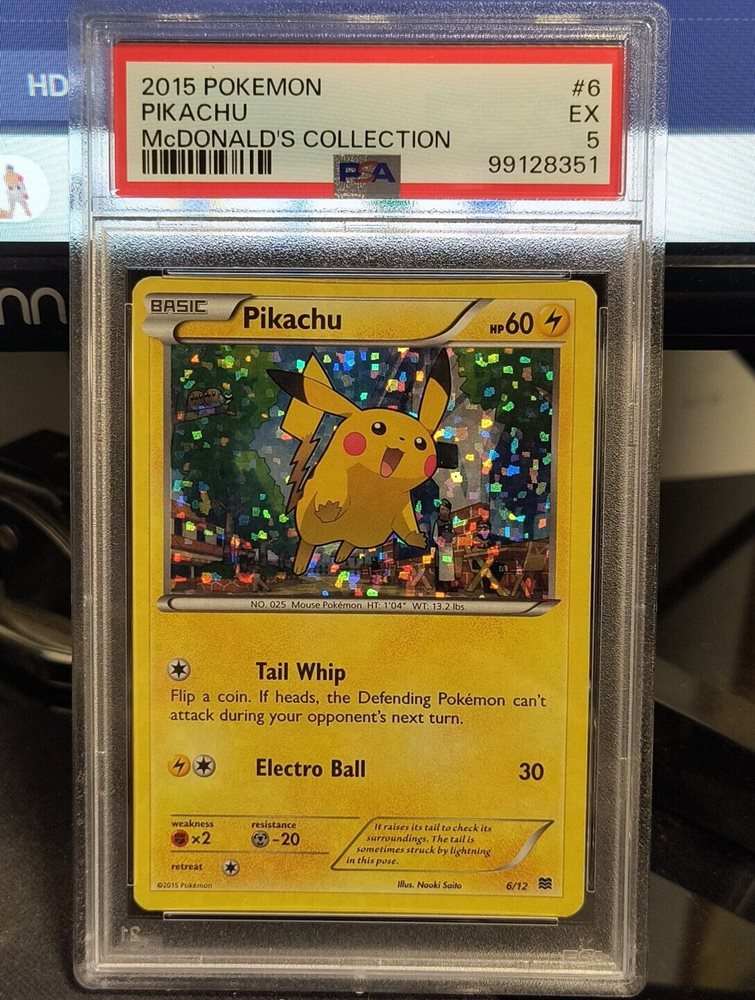 HD
2015 POKEMON #6
PIKACHU EX
McDONALD'S COLLECTION 5
PSA 99128351
BASIC Pikachu HP60
NO. 025 Mouse Pokémon HT: 1'04" WT: 13.2 lbs.
Tail Whip
Flip a coin. If heads, the Defending Pokémon can't
attack during your opponent's next turn.
Electro Ball 30
weakness resistance
×2 -20
retreat
It raises its tail to check its
surroundings. The tail is
sometimes struck by lightning
in this pose.
©2015 Pokémon Illus. Naoki Saito 6/12